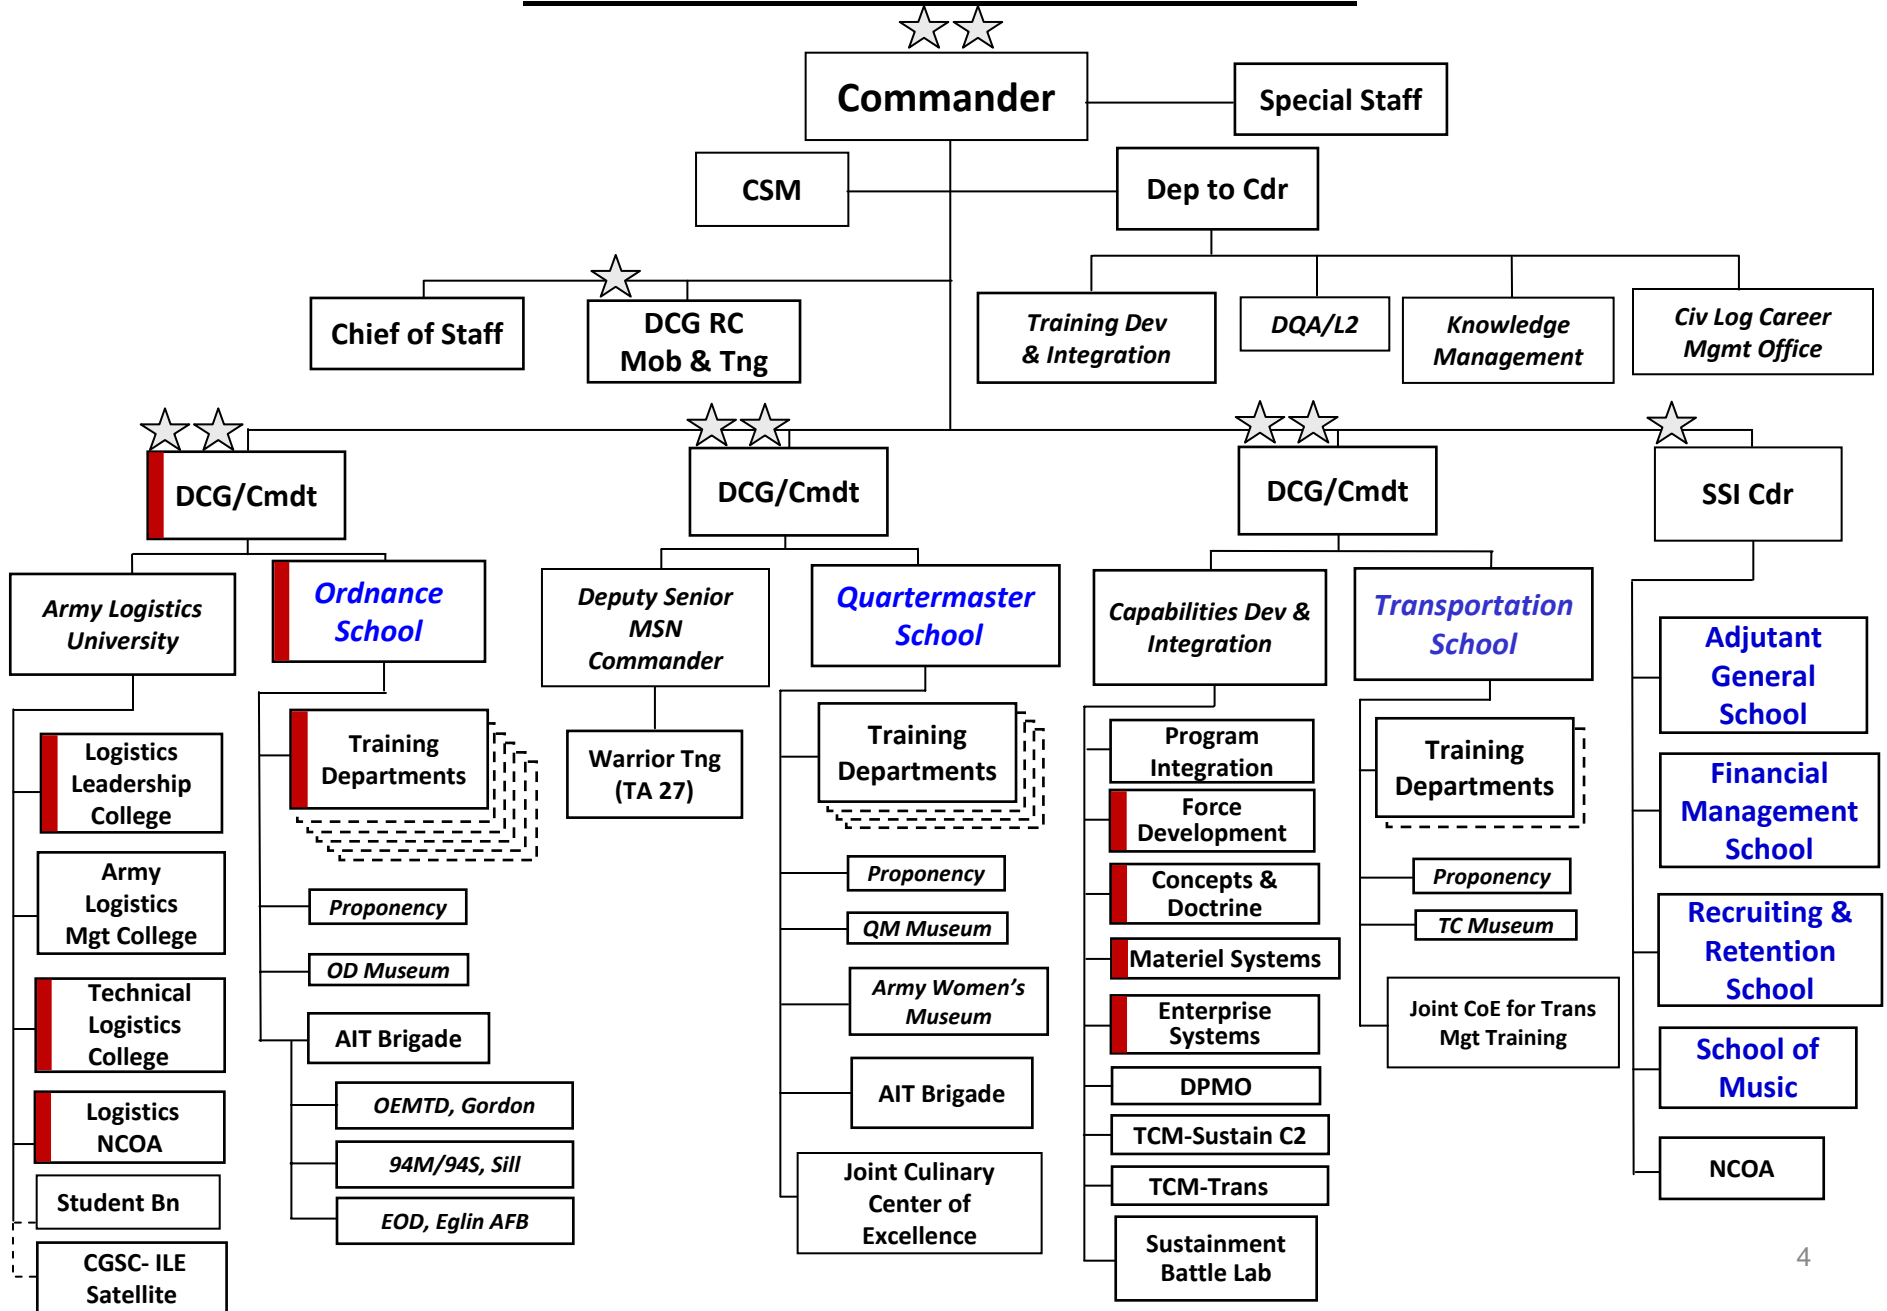 Commander
Special Staff
CSM
Dep to Cdr
Chief of Staff
DCG RC
Mob & Tng
Training Dev
& Integration
DQA/L2
Knowledge
Management
Civ Log Career
Mgmt Office
DCG/Cmdt
DCG/Cmdt
DCG/Cmdt
SSI Cdr
Army Logistics
University
Ordnance
School
Deputy Senior
MSN
Commander
Quartermaster
School
Capabilities Dev &
Integration
Transportation
School
Logistics
Leadership
College
Army
Logistics
Mgt College
Technical
Logistics
College
Logistics
NCOA
Student Bn
CGSC- ILE
Satellite
Training
Departments
Proponency
OD Museum
AIT Brigade
OEMTD, Gordon
94M/94S, Sill
EOD, Eglin AFB
Warrior Tng
(TA 27)
Training
Departments
Proponency
QM Museum
Army Women's
Museum
AIT Brigade
Joint Culinary
Center of
Excellence
Program
Integration
Force
Development
Concepts &
Doctrine
Materiel Systems
Enterprise
Systems
DPMO
TCM-Sustain C2
TCM-Trans
Sustainment
Battle Lab
Training
Departments
Proponency
TC Museum
Joint CoE for Trans
Mgt Training
Adjutant
General
School
Financial
Management
School
Recruiting &
Retention
School
School of
Music
NCOA
4